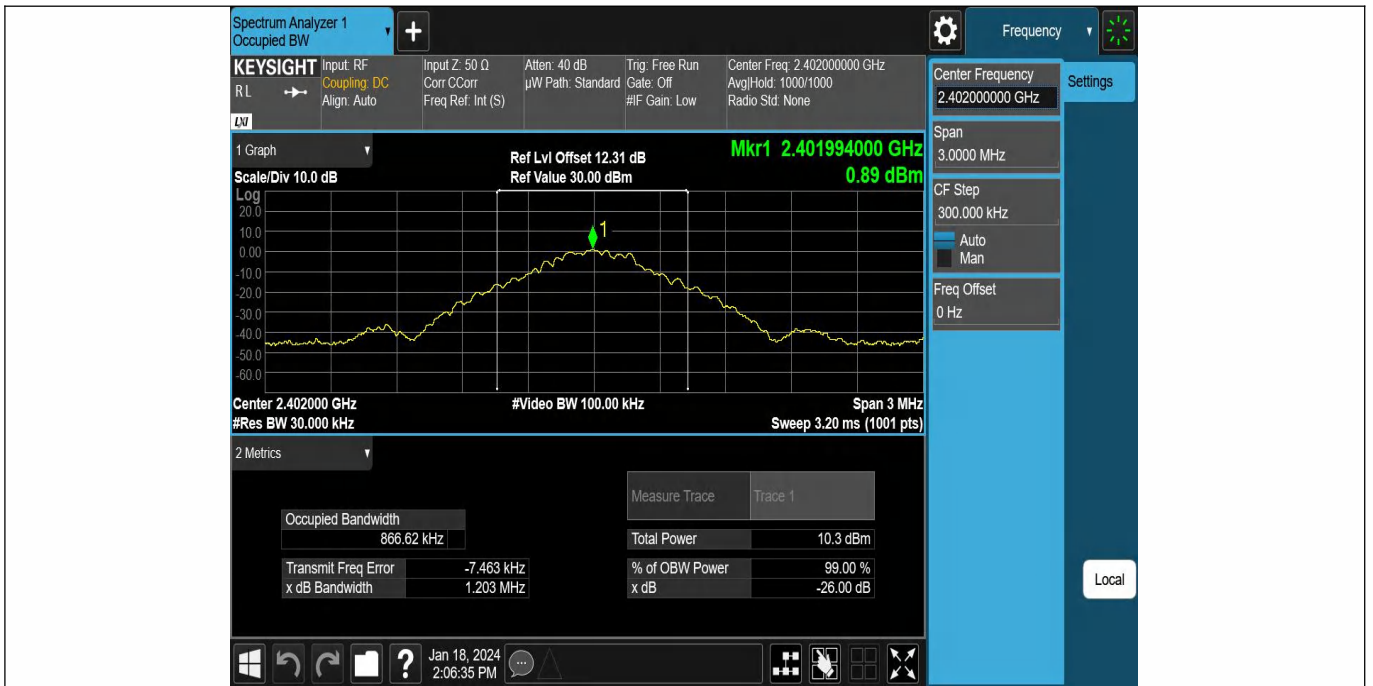 Spectrum Analyzer 1
Occupied BW
+
Frequency
KEYSIGHT
RL
LXI
Input: RF
Coupling: DC
Align: Auto
Input Z: 50 Ω
Corr CCorr
Freq Ref: Int (S)
Atten: 40 dB
µW Path: Standard
Trig: Free Run
Gate: Off
#IF Gain: Low
Center Freq: 2.402000000 GHz
Avg|Hold: 1000/1000
Radio Std: None
Center Frequency
2.402000000 GHz
Settings
Span
3.0000 MHz
CF Step
300.000 kHz
Auto
Man
Freq Offset
0 Hz
Local
1 Graph
Scale/Div 10.0 dB
Ref Lvl Offset 12.31 dB
Ref Value 30.00 dBm
Mkr1 2.401994000 GHz
0.89 dBm
Log
20.0
10.0
0.00
-10.0
-20.0
-30.0
-40.0
-50.0
-60.0
1
Center 2.402000 GHz
#Res BW 30.000 kHz
#Video BW 100.00 kHz
Span 3 MHz
Sweep 3.20 ms (1001 pts)
2 Metrics
Measure Trace
Trace 1
Occupied Bandwidth
866.62 kHz
Total Power
10.3 dBm
Transmit Freq Error
-7.463 kHz
% of OBW Power
99.00 %
x dB Bandwidth
1.203 MHz
x dB
-26.00 dB
?
Jan 18, 2024
2:06:35 PM